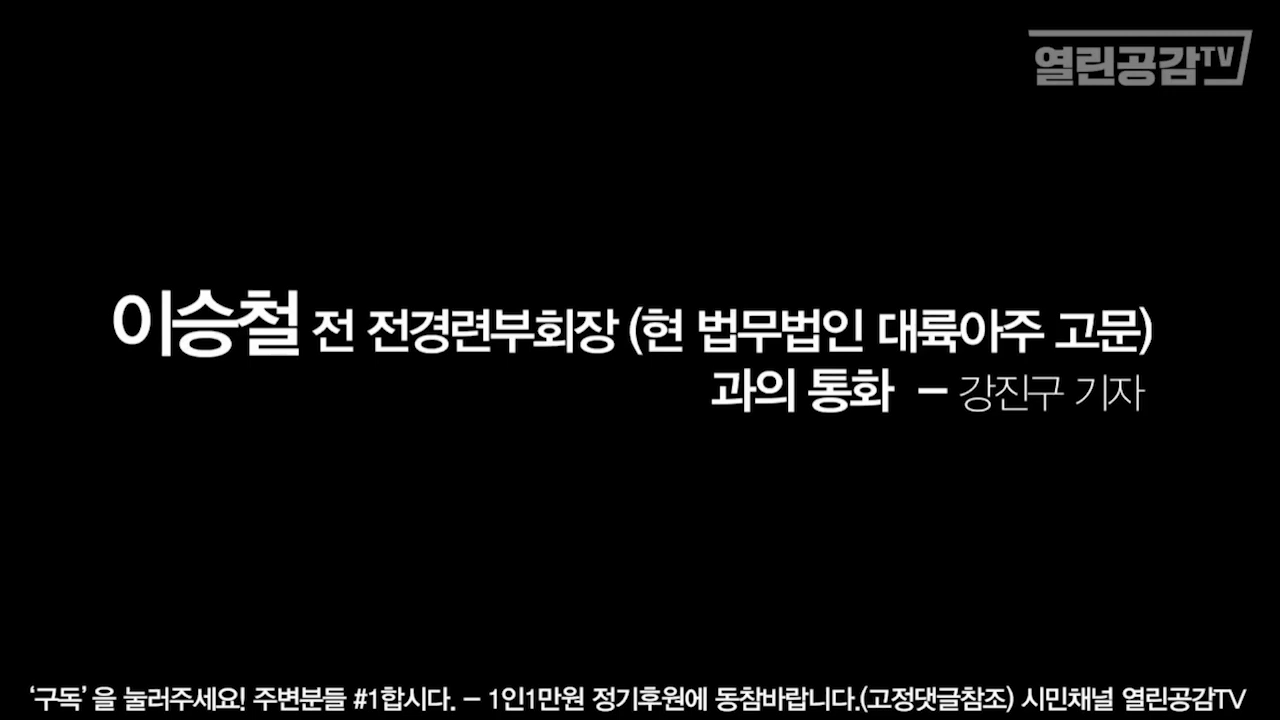 열린공감TV
이승철 전 전경련부회장 (현 법무법인 대륙아주 고문)
과의 통화 - 강진구 기자
‘구독’을 눌러주세요! 주변분들 #1합시다. - 1인1만원 정기후원에 동참바랍니다.(고정댓글참조) 시민채널 열린공감TV